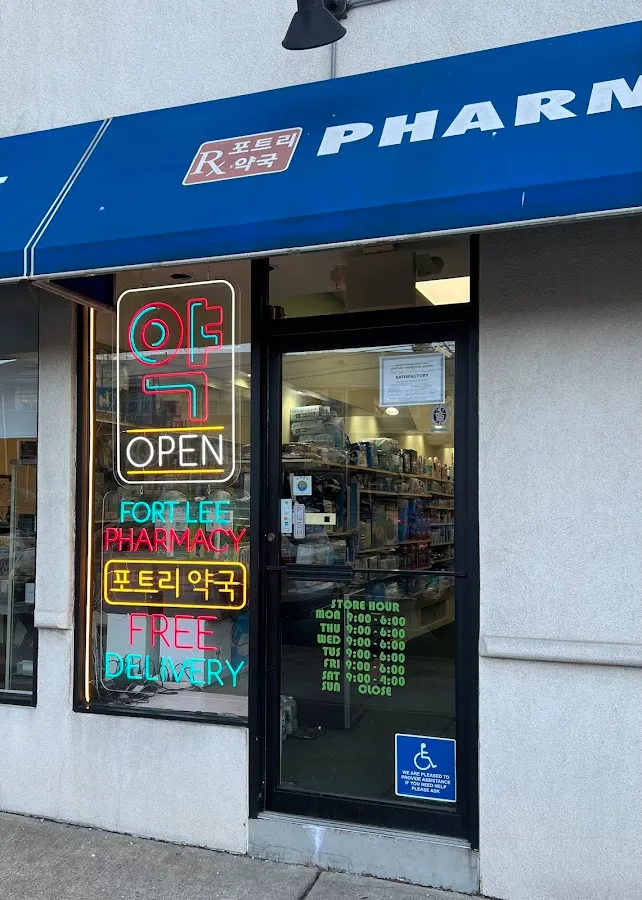 Rx 포트리
약국
PHARM
약
OPEN
FORT LEE
PHARMACY
포트리 약국
FREE
DELIVERY
SATISFACTORY
PUSH
STORE HOUR
MON 9:00 - 6:00
THU 9:00 - 6:00
WED 9:00 - 6:00
TUS 9:00 - 6:00
FRI 9:00 - 6:00
SAT 9:00 - 4:00
SUN CLOSE
WE ARE PLEASED TO
PROVIDE ASSISTANCE
IF YOU NEED HELP
PLEASE ASK